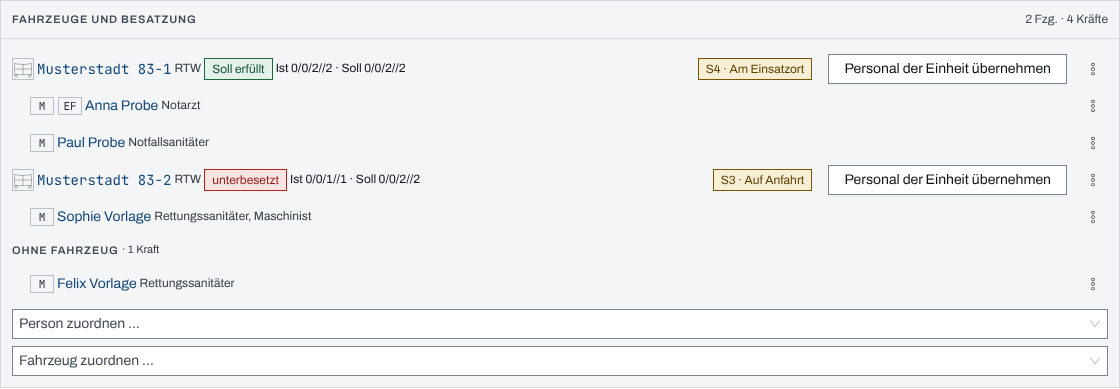 FAHRZEUGE UND BESATZUNG 2 Fzg. · 4 Kräfte
Musterstadt 83-1 RTW Soll erfüllt Ist 0/0/2//2 · Soll 0/0/2//2 S4 · Am Einsatzort Personal der Einheit übernehmen
M EF Anna Probe Notarzt
M Paul Probe Notfallsanitäter
Musterstadt 83-2 RTW unterbesetzt Ist 0/0/1//1 · Soll 0/0/2//2 S3 · Auf Anfahrt Personal der Einheit übernehmen
M Sophie Vorlage Rettungssanitäter, Maschinist
OHNE FAHRZEUG · 1 Kraft
M Felix Vorlage Rettungssanitäter
Person zuordnen ...
Fahrzeug zuordnen ...